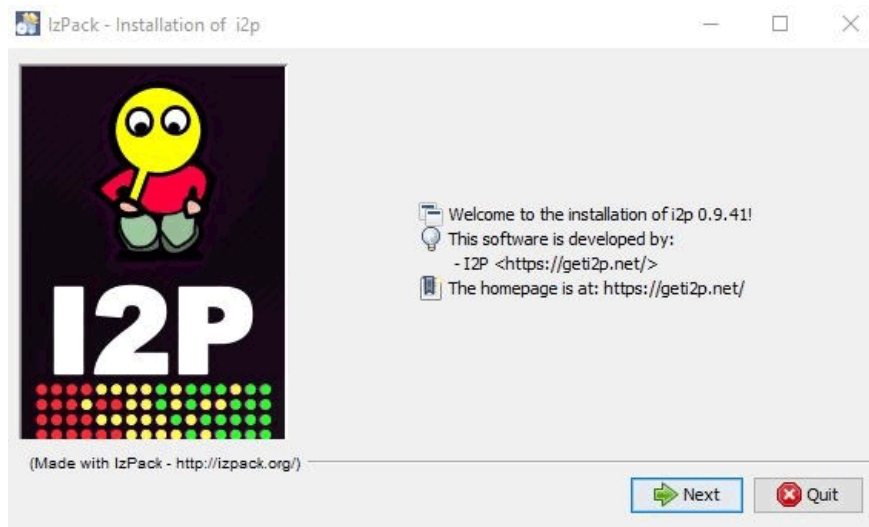 IzPack - Installation of i2p
Welcome to the installation of i2p 0.9.41!
This software is developed by:
- I2P <https://geti2p.net/>
The homepage is at: https://geti2p.net/
I2P
(Made with IzPack - http://izpack.org/)
Next
Quit